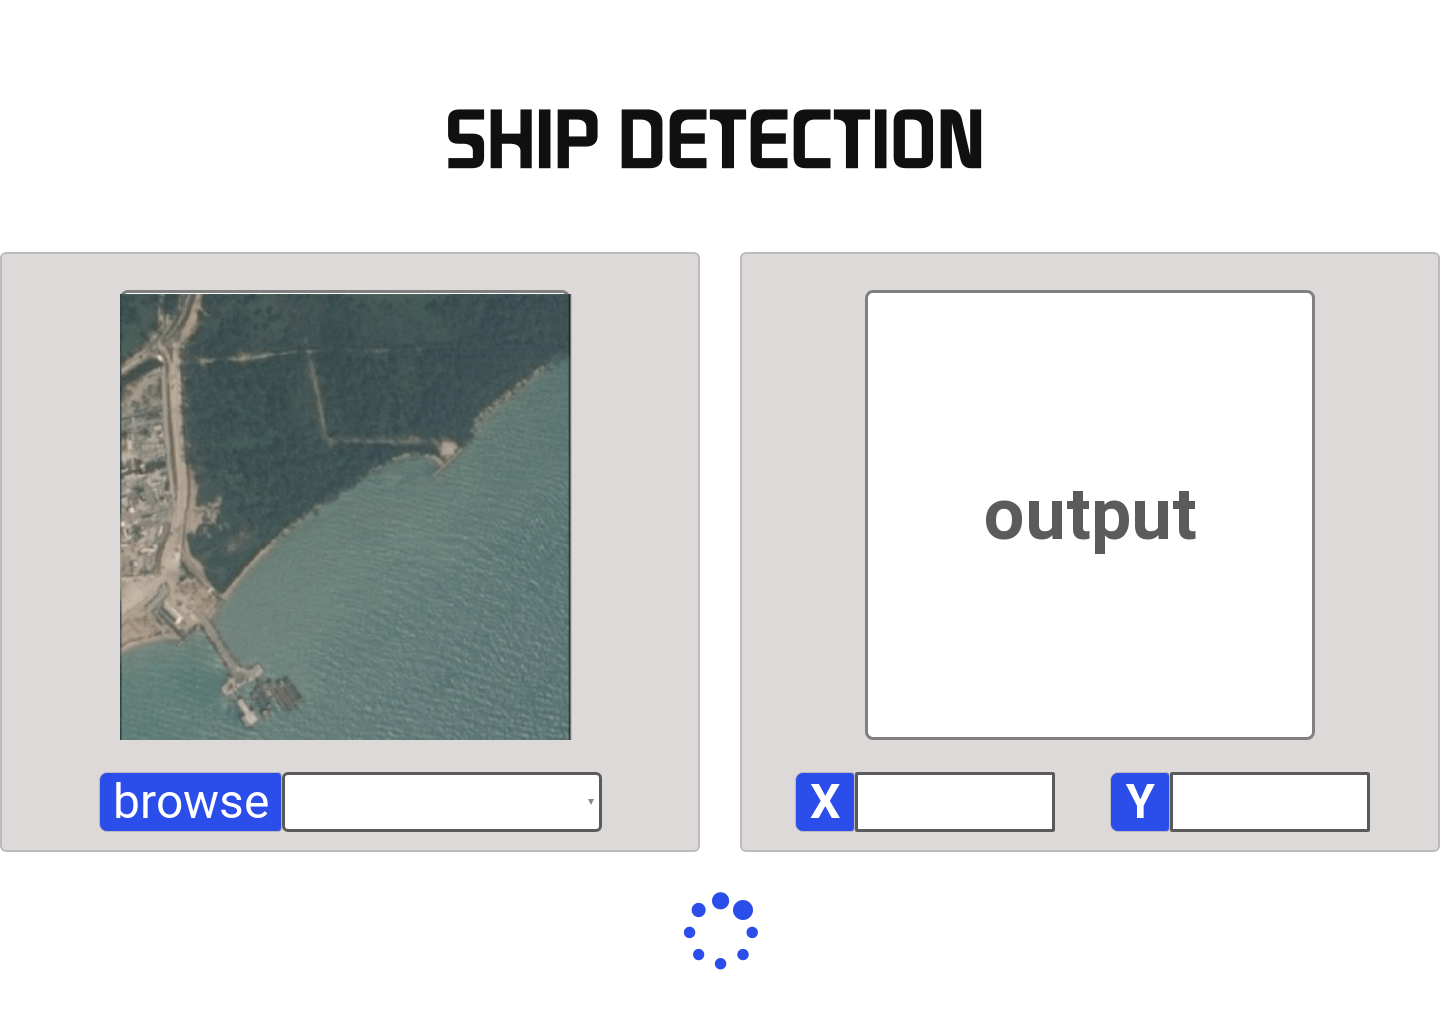 SHIP DETECTION
output
browse
X
Y